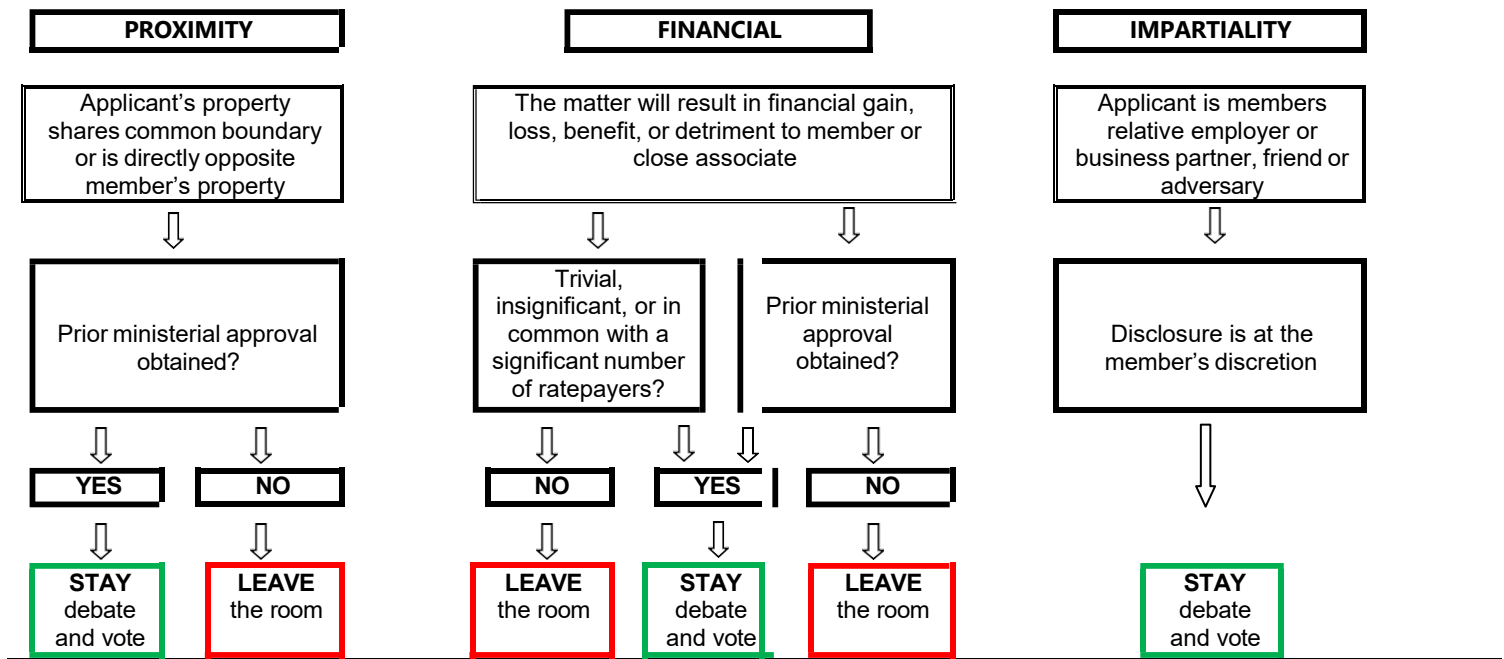 PROXIMITY
FINANCIAL
IMPARTIALITY
Applicant’s property
shares common boundary
or is directly opposite
member’s property
The matter will result in financial gain,
loss, benefit, or detriment to member or
close associate
Applicant is members
relative employer or
business partner, friend or
adversary
Prior ministerial approval
obtained?
Trivial,
insignificant, or in
common with a
significant number
of ratepayers?
Prior ministerial
approval
obtained?
Disclosure is at the
member’s discretion
YES
NO
NO
YES
NO
STAY
debate
and vote
LEAVE
the room
LEAVE
the room
STAY
debate
and vote
LEAVE
the room
STAY
debate
and vote